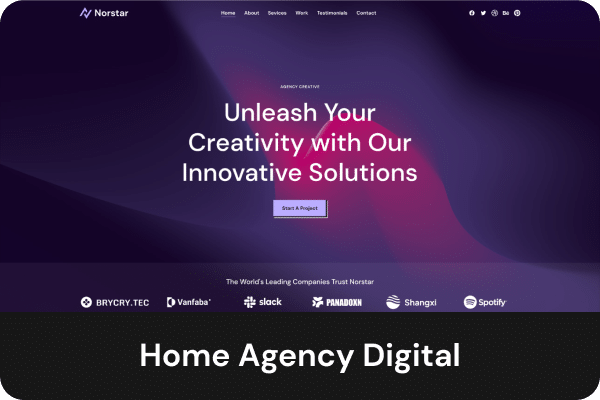 Norstar
Home About Sevices Work Testimonials Contact
AGENCY CREATIVE
Unleash Your
Creativity with Our
Innovative Solutions
Start A Project
The World's Leading Companies Trust Norstar
BRYCRY.TEC Vanfaba slack PANADOXN Shangxi Spotify
Home Agency Digital